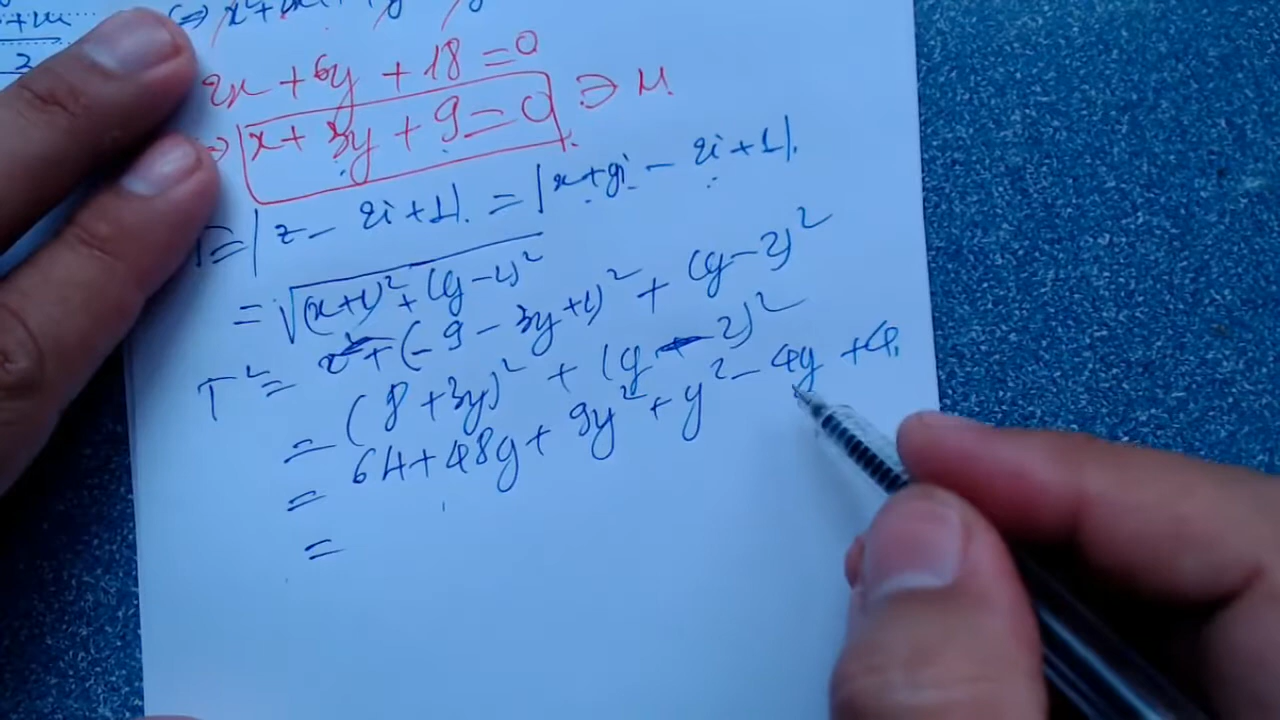 2x + 6y + 18 = 0
⇒ x + 3y + 9 = 0 ∋ M.
T = |z - 2i + 1| = |x + yi - 2i + 1|.
= √(x+1)² + (y-2)²
T² = (-9 - 3y + 1)² + (y - 2)²
= (8 + 3y)² + (y - 2)²
= 64 + 48y + 9y² + y² - 4y + 4.
=